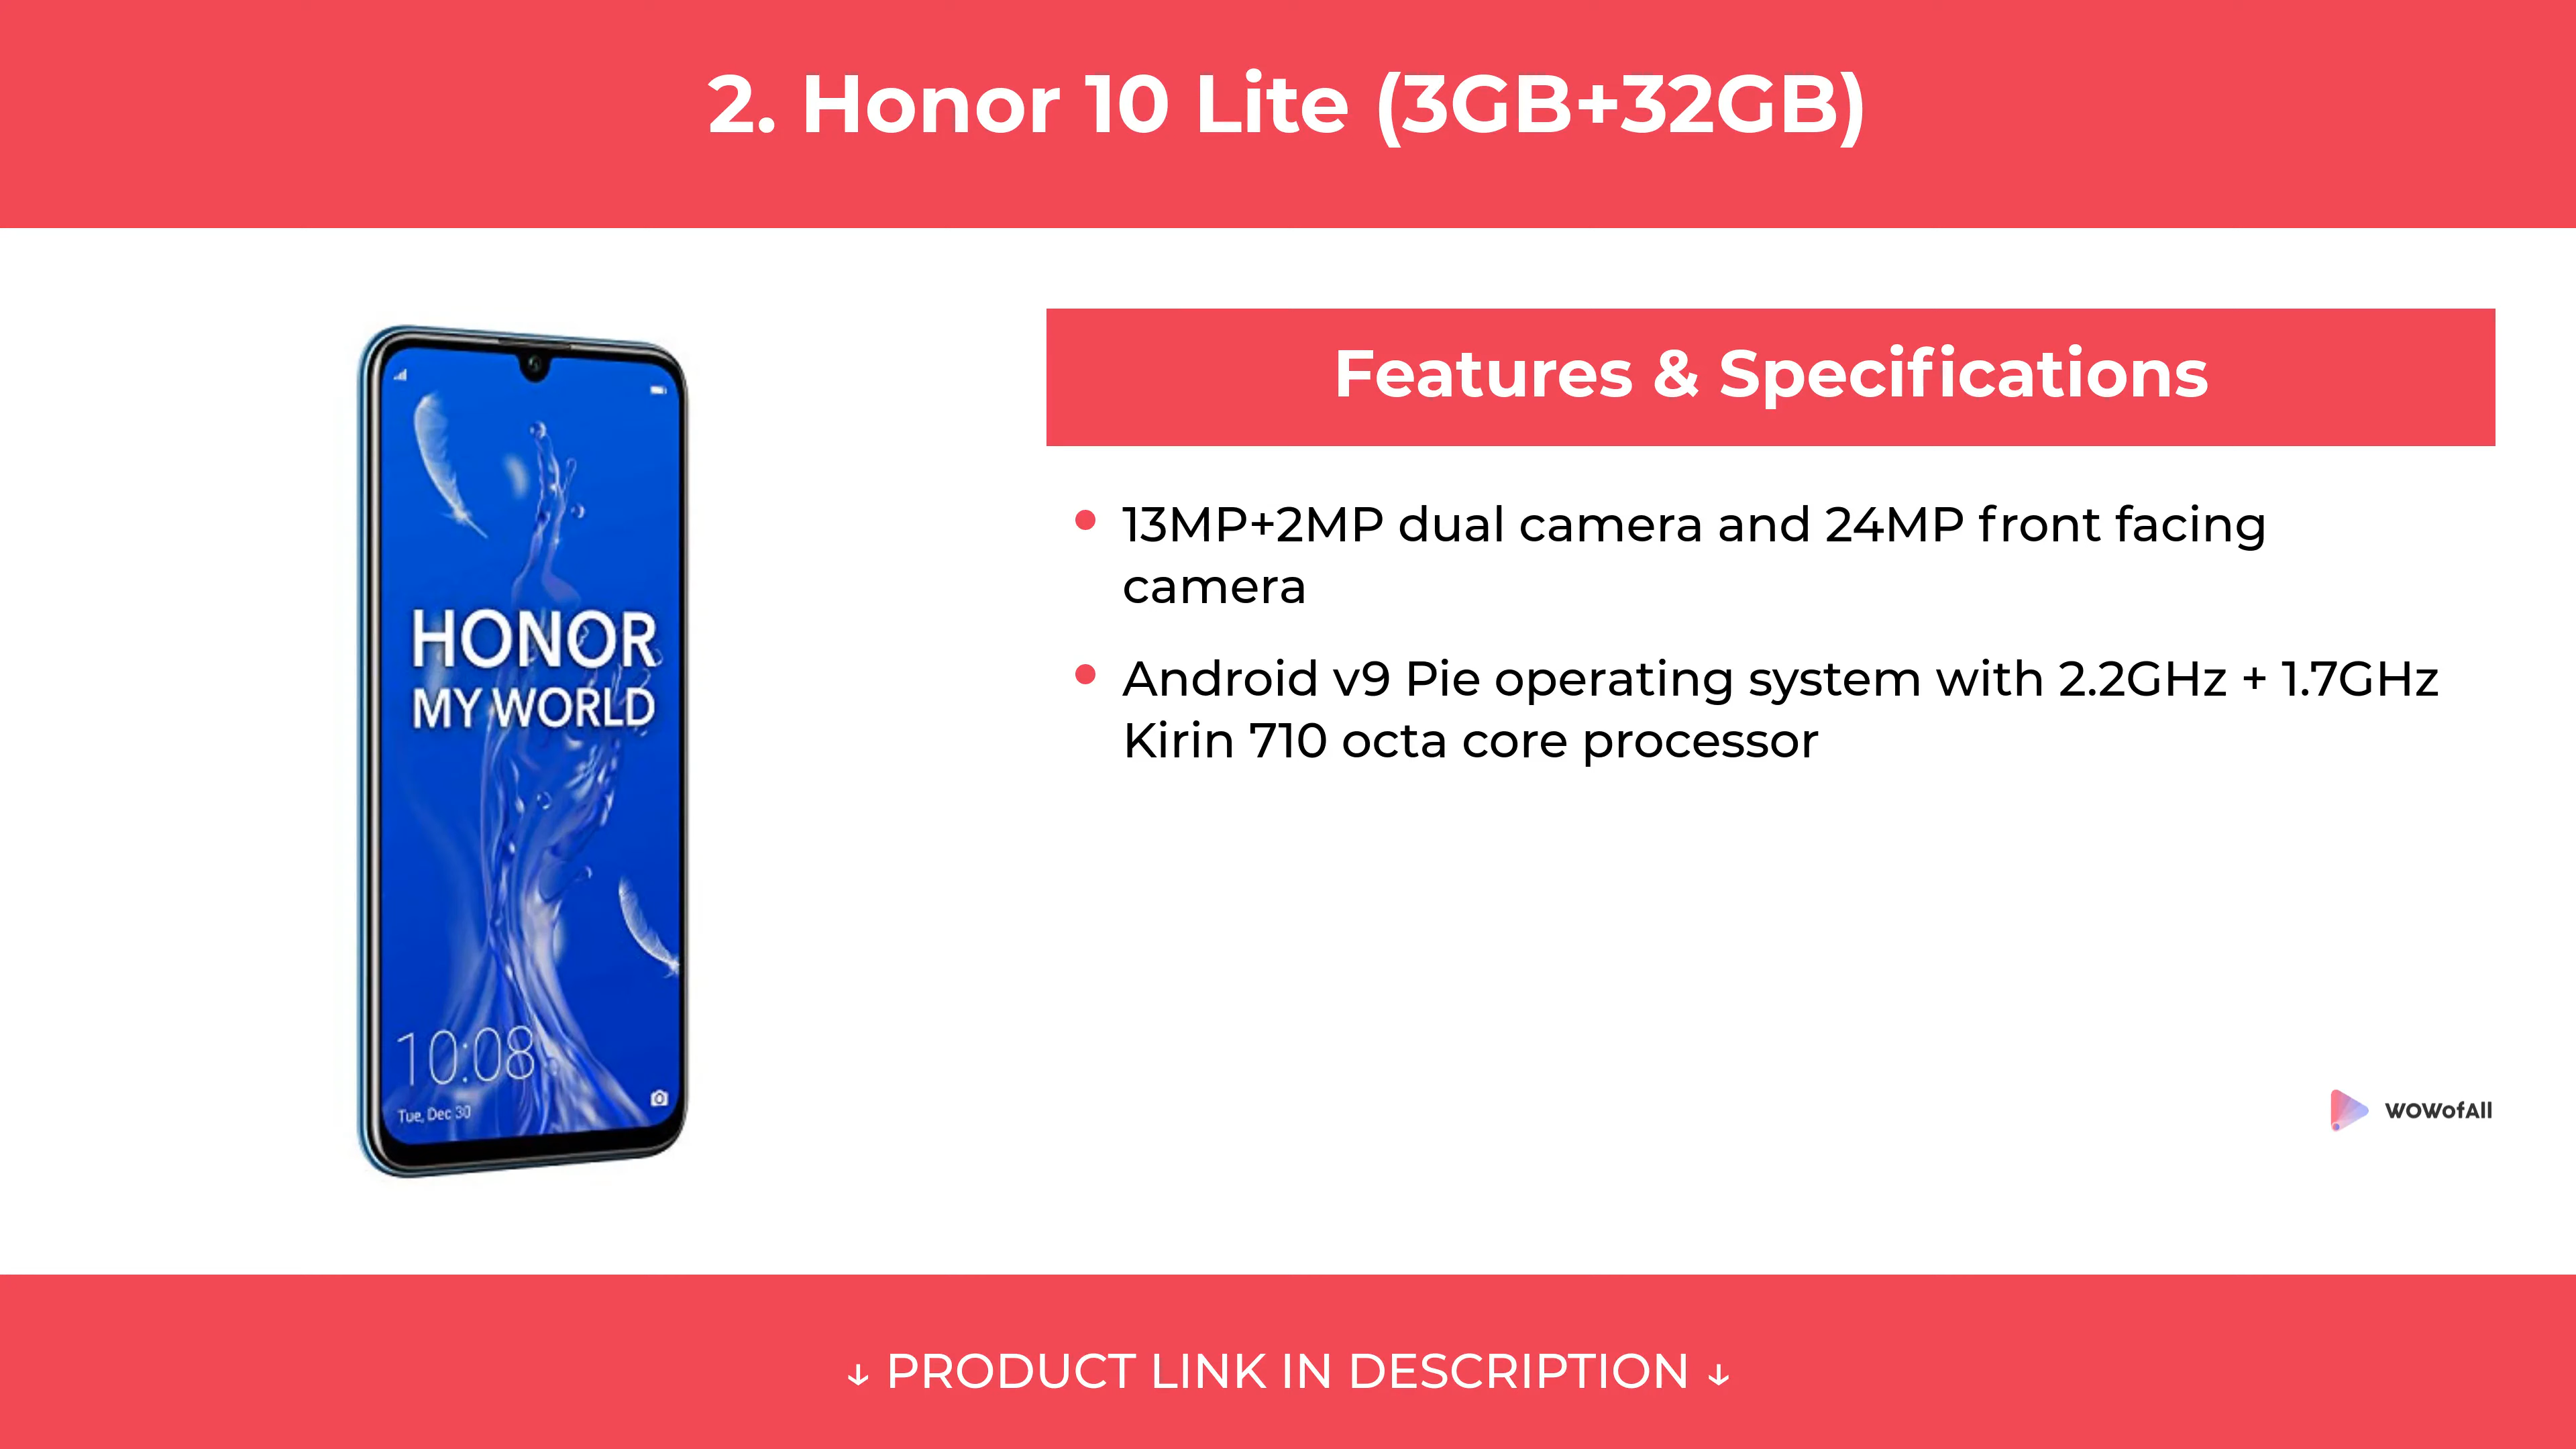 2. Honor 10 Lite (3GB+32GB)
Features & Specifications
13MP+2MP dual camera and 24MP front facing
camera
Android v9 Pie operating system with 2.2GHz + 1.7GHz
Kirin 710 octa core processor
HONOR
MY WORLD
10:08
Tue, Dec 30
WOWofAll
↓ PRODUCT LINK IN DESCRIPTION ↓